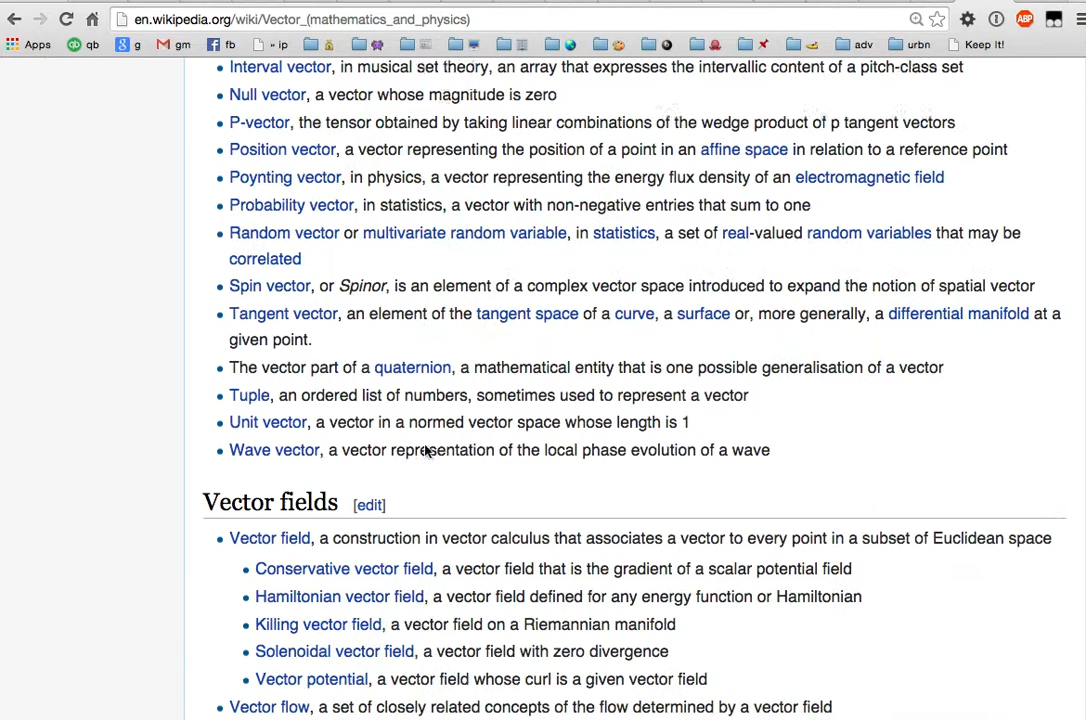 en.wikipedia.org/wiki/Vector_(mathematics_and_physics)
Apps qb g gm fb » ip adv urbn Keep It!
Interval vector, in musical set theory, an array that expresses the intervallic content of a pitch-class set
Null vector, a vector whose magnitude is zero
P-vector, the tensor obtained by taking linear combinations of the wedge product of p tangent vectors
Position vector, a vector representing the position of a point in an affine space in relation to a reference point
Poynting vector, in physics, a vector representing the energy flux density of an electromagnetic field
Probability vector, in statistics, a vector with non-negative entries that sum to one
Random vector or multivariate random variable, in statistics, a set of real-valued random variables that may be
correlated
Spin vector, or Spinor, is an element of a complex vector space introduced to expand the notion of spatial vector
Tangent vector, an element of the tangent space of a curve, a surface or, more generally, a differential manifold at a
given point.
The vector part of a quaternion, a mathematical entity that is one possible generalisation of a vector
Tuple, an ordered list of numbers, sometimes used to represent a vector
Unit vector, a vector in a normed vector space whose length is 1
Wave vector, a vector representation of the local phase evolution of a wave
Vector fields [edit]
Vector field, a construction in vector calculus that associates a vector to every point in a subset of Euclidean space
Conservative vector field, a vector field that is the gradient of a scalar potential field
Hamiltonian vector field, a vector field defined for any energy function or Hamiltonian
Killing vector field, a vector field on a Riemannian manifold
Solenoidal vector field, a vector field with zero divergence
Vector potential, a vector field whose curl is a given vector field
Vector flow, a set of closely related concepts of the flow determined by a vector field